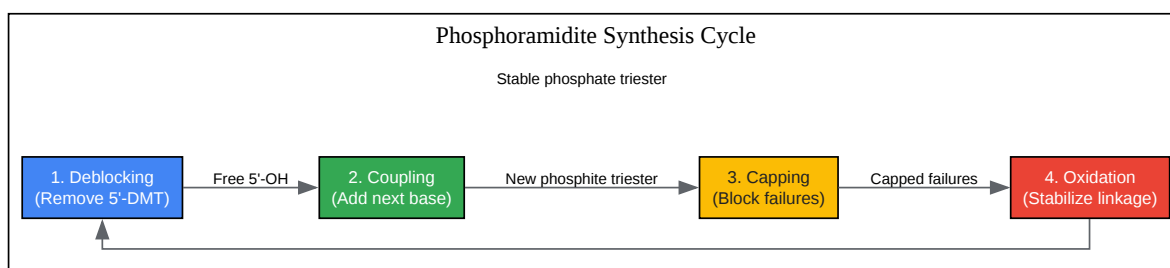 Phosphoramidite Synthesis Cycle
Stable phosphate triester
1. Deblocking
(Remove 5'-DMT)
Free 5'-OH
2. Coupling
(Add next base)
New phosphite triester
3. Capping
(Block failures)
Capped failures
4. Oxidation
(Stabilize linkage)